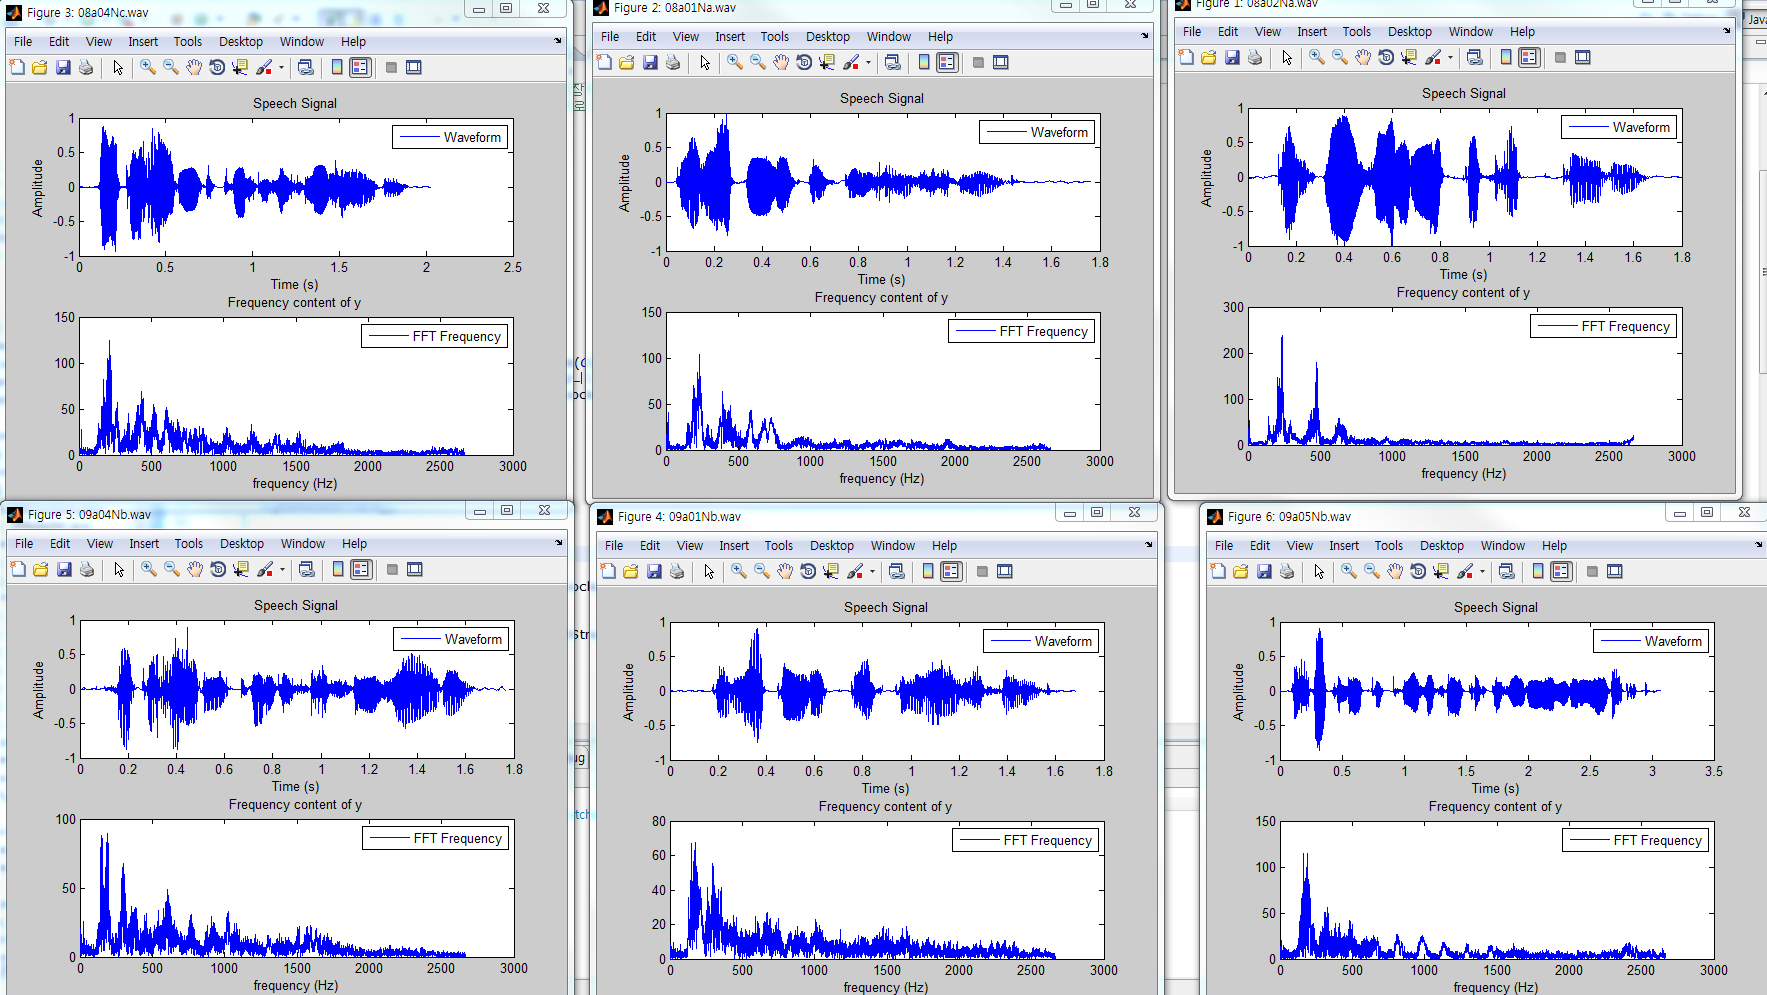 Figure 3: 08a04Nc.wav
File Edit View Insert Tools Desktop Window Help
Speech Signal
Waveform
Amplitude
1
0.5
0
-0.5
-1
0 0.5 1 1.5 2 2.5
Time (s)
Frequency content of y
FFT Frequency
150
100
50
0
0 500 1000 1500 2000 2500 3000
frequency (Hz)
Figure 2: 08a01Na.wav
File Edit View Insert Tools Desktop Window Help
Speech Signal
Waveform
Amplitude
1
0.5
0
-0.5
-1
0 0.2 0.4 0.6 0.8 1 1.2 1.4 1.6 1.8
Time (s)
Frequency content of y
FFT Frequency
150
100
50
0
0 500 1000 1500 2000 2500 3000
frequency (Hz)
Figure 1: 08a02Na.wav
File Edit View Insert Tools Desktop Window Help
Speech Signal
Waveform
Amplitude
1
0.5
0
-0.5
-1
0 0.2 0.4 0.6 0.8 1 1.2 1.4 1.6 1.8
Time (s)
Frequency content of y
FFT Frequency
300
200
100
0
0 500 1000 1500 2000 2500 3000
frequency (Hz)
Java
Figure 5: 09a04Nb.wav
File Edit View Insert Tools Desktop Window Help
Speech Signal
Waveform
Amplitude
1
0.5
0
-0.5
-1
0 0.2 0.4 0.6 0.8 1 1.2 1.4 1.6 1.8
Time (s)
Frequency content of y
FFT Frequency
100
50
0
0 500 1000 1500 2000 2500 3000
frequency (Hz)
Figure 4: 09a01Nb.wav
File Edit View Insert Tools Desktop Window Help
Speech Signal
Waveform
Amplitude
1
0.5
0
-0.5
-1
0 0.2 0.4 0.6 0.8 1 1.2 1.4 1.6 1.8
Time (s)
Frequency content of y
FFT Frequency
80
60
40
20
0
0 500 1000 1500 2000 2500 3000
frequency (Hz)
Figure 6: 09a05Nb.wav
File Edit View Insert Tools Desktop Window Help
Speech Signal
Waveform
Amplitude
1
0.5
0
-0.5
-1
0 0.5 1 1.5 2 2.5 3 3.5
Time (s)
Frequency content of y
FFT Frequency
150
100
50
0
0 500 1000 1500 2000 2500 3000
frequency (Hz)